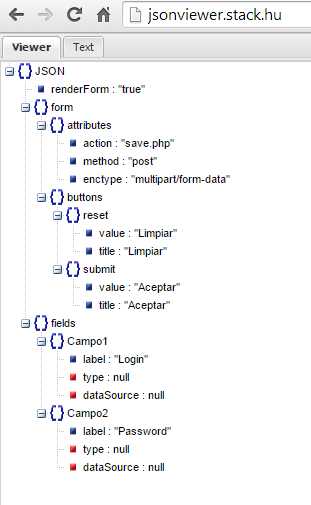 jsonviewer.stack.hu
Viewer Text
JSON
renderForm : "true"
form
attributes
action : "save.php"
method : "post"
enctype : "multipart/form-data"
buttons
reset
value : "Limpiar"
title : "Limpiar"
submit
value : "Aceptar"
title : "Aceptar"
fields
Campo1
label : "Login"
type : null
dataSource : null
Campo2
label : "Password"
type : null
dataSource : null